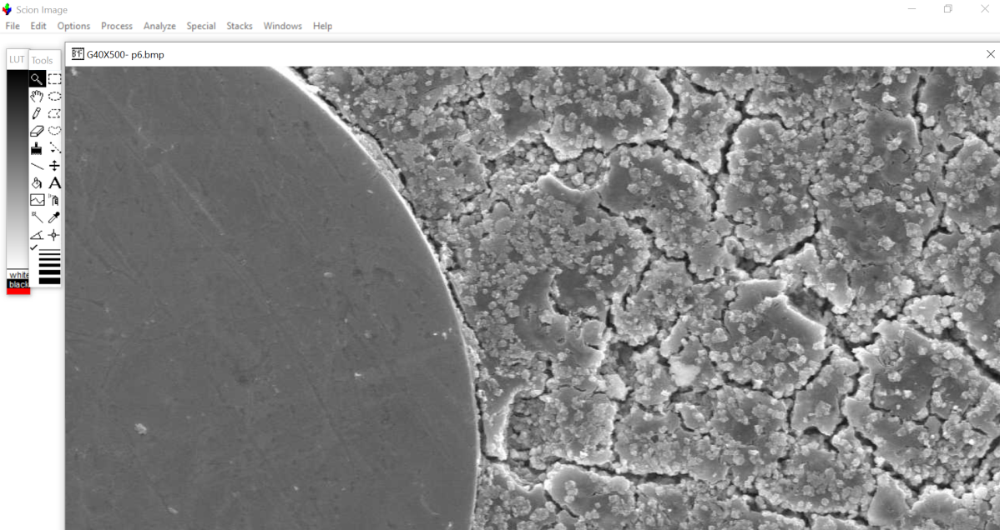 Scion Image
File Edit Options Process Analyze Special Stacks Windows Help
LUT Tools
G40X500- p6.bmp
A
white
black